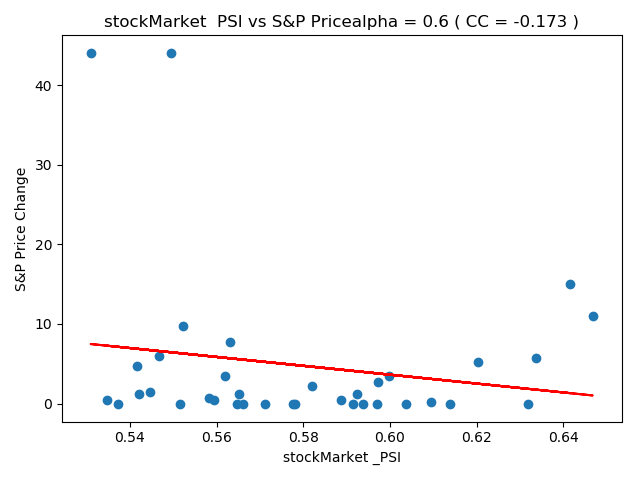 stockMarket  PSI vs S&P Pricealpha = 0.6 ( CC = -0.173 )
S&P Price Change
40
30
20
10
0
0.54 0.56 0.58 0.60 0.62 0.64
stockMarket _PSI